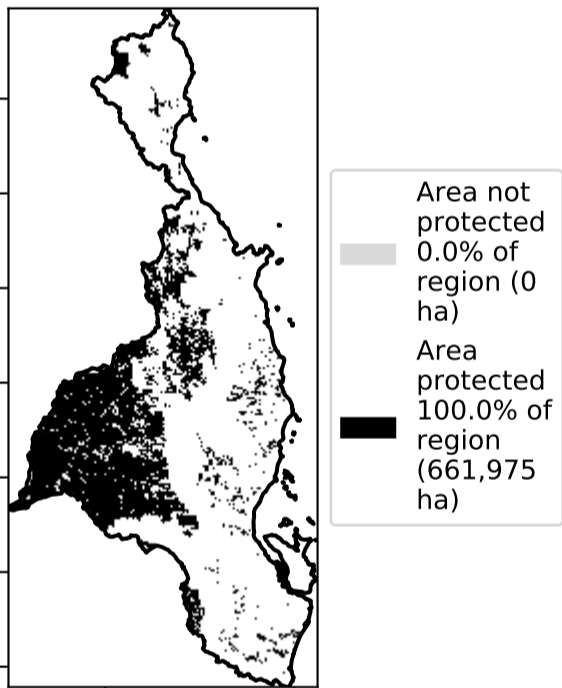 Area not
protected
0.0% of
region (0
ha)
Area
protected
100.0% of
region
(661,975
ha)